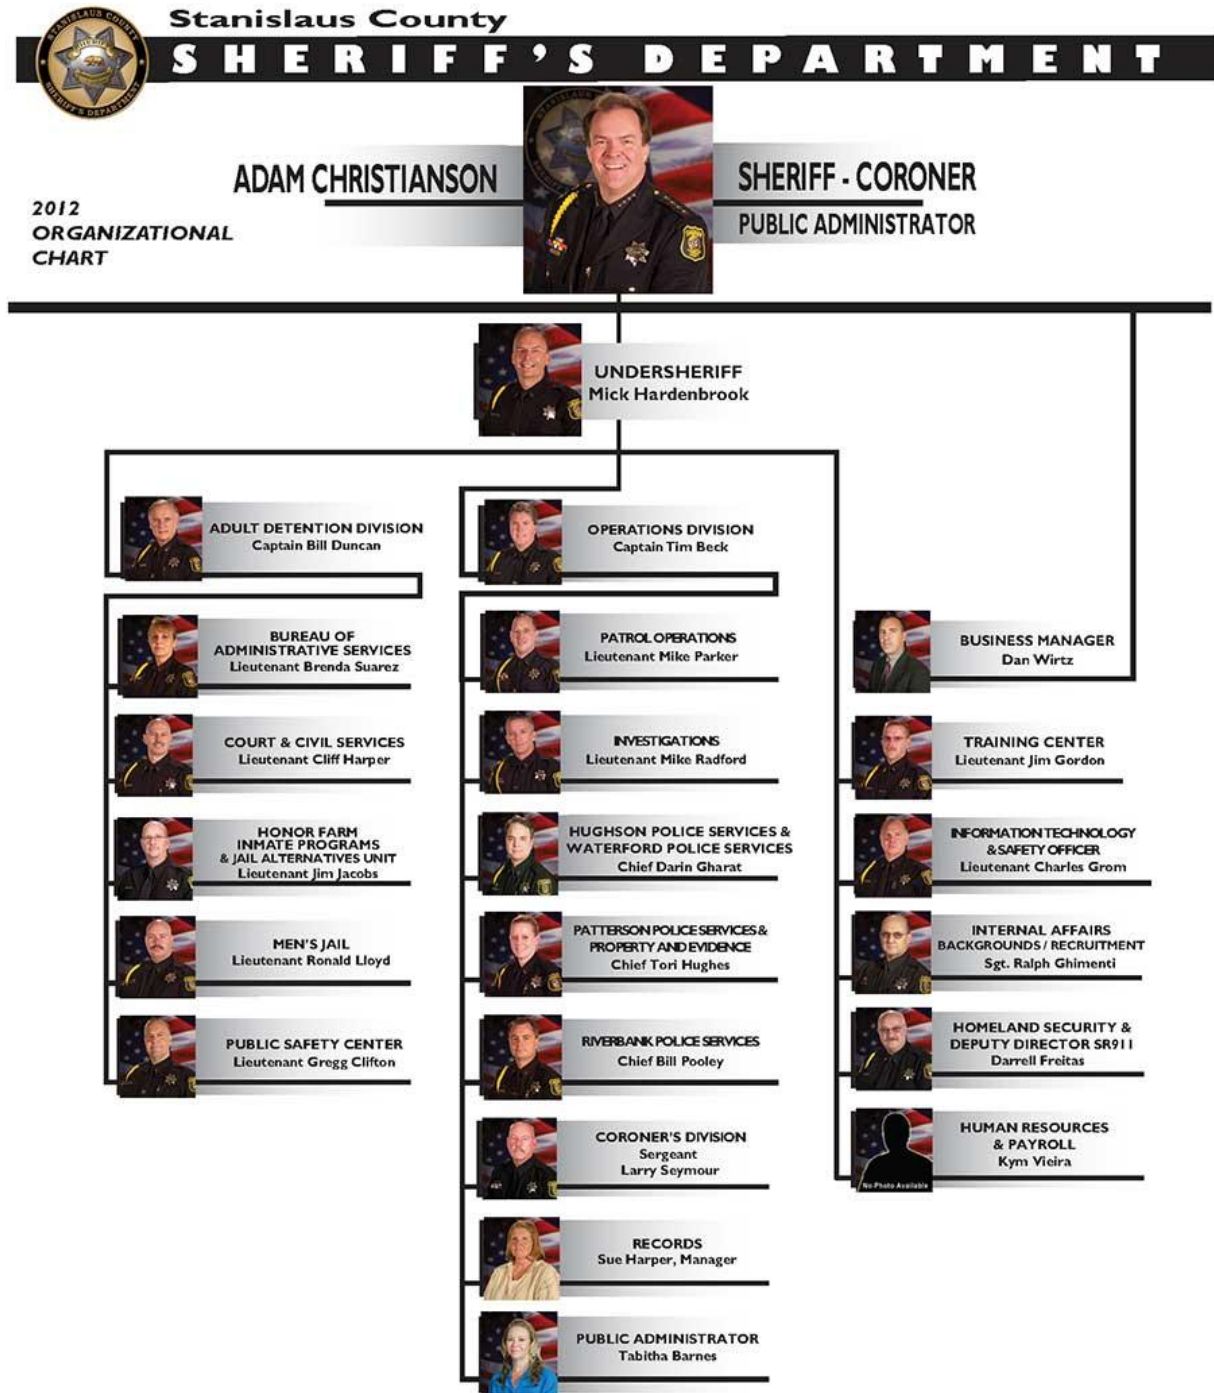 Stanislaus County
SHERIFF'S DEPARTMENT
STANISLAUS COUNTY
SHERIFF'S DEPARTMENT
ADAM CHRISTIANSON
SHERIFF - CORONER
PUBLIC ADMINISTRATOR
2012
ORGANIZATIONAL
CHART
UNDERSHERIFF
Mick Hardenbrook
ADULT DETENTION DIVISION
Captain Bill Duncan
BUREAU OF
ADMINISTRATIVE SERVICES
Lieutenant Brenda Suarez
COURT & CIVIL SERVICES
Lieutenant Cliff Harper
HONOR FARM
INMATE PROGRAMS
& JAIL ALTERNATIVES UNIT
Lieutenant Jim Jacobs
MEN'S JAIL
Lieutenant Ronald Lloyd
PUBLIC SAFETY CENTER
Lieutenant Gregg Clifton
OPERATIONS DIVISION
Captain Tim Beck
PATROL OPERATIONS
Lieutenant Mike Parker
INVESTIGATIONS
Lieutenant Mike Radford
HUGHSON POLICE SERVICES &
WATERFORD POLICE SERVICES
Chief Darin Gharat
PATTERSON POLICE SERVICES &
PROPERTY AND EVIDENCE
Chief Tori Hughes
RIVERBANK POLICE SERVICES
Chief Bill Pooley
CORONER'S DIVISION
Sergeant
Larry Seymour
RECORDS
Sue Harper, Manager
PUBLIC ADMINISTRATOR
Tabitha Barnes
BUSINESS MANAGER
Dan Wirtz
TRAINING CENTER
Lieutenant Jim Gordon
INFORMATION TECHNOLOGY
& SAFETY OFFICER
Lieutenant Charles Grom
INTERNAL AFFAIRS
BACKGROUNDS / RECRUITMENT
Sgt. Ralph Ghimenti
HOMELAND SECURITY &
DEPUTY DIRECTOR SR911
Darrell Freitas
HUMAN RESOURCES
& PAYROLL
Kym Vieira
No Photo Available